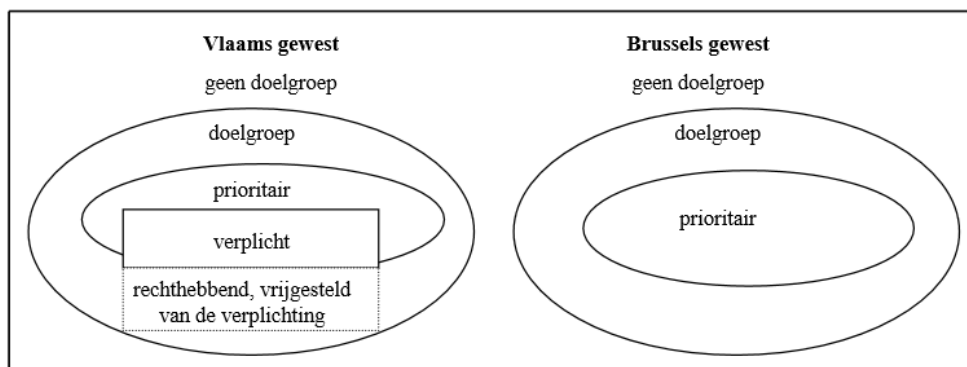 Vlaams gewest
geen doelgroep
doelgroep
prioritair
verplicht
rechthebbend, vrijgesteld
van de verplichting
Brussels gewest
geen doelgroep
doelgroep
prioritair